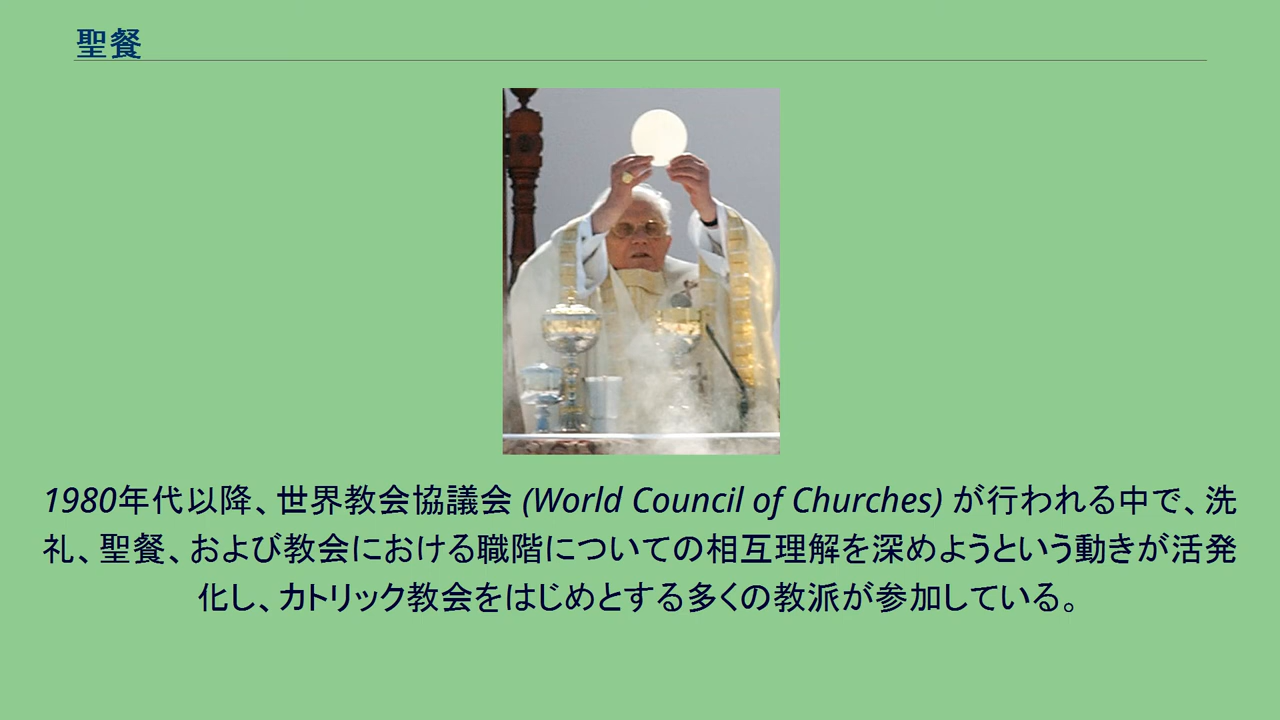 聖餐
1980年代以降、世界教会協議会 (World Council of Churches) が行われる中で、洗
礼、聖餐、および教会における職階についての相互理解を深めようという動きが活発
化し、カトリック教会をはじめとする多くの教派が参加している。